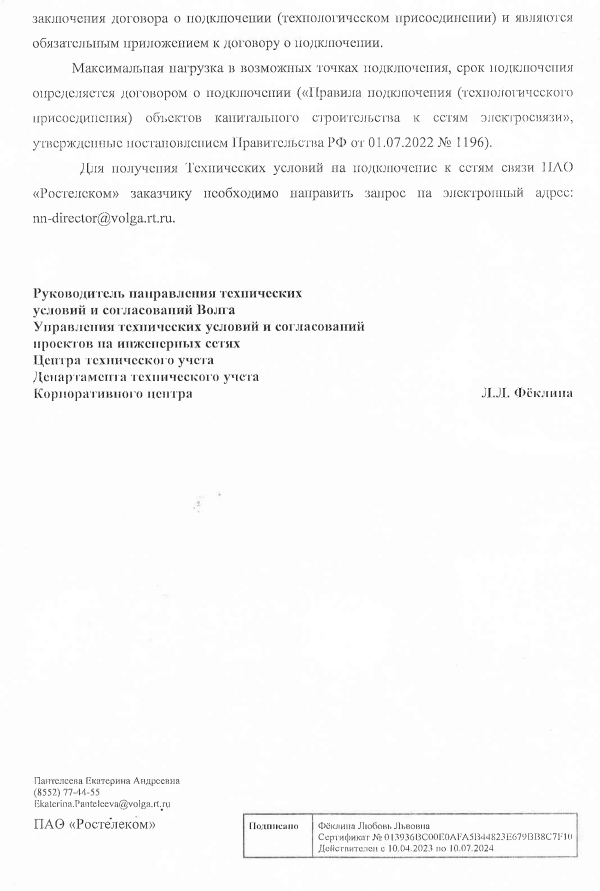 заключения договора о подключении (технологическом присоединении) и являются
обязательным приложением к договору о подключении.
Максимальная нагрузка в возможных точках подключения, срок подключения
определяется договором о подключении («Правила подключения (технологического
присоединения) объектов капитального строительства к сетям электросвязи»,
утвержденные постановлением Правительства РФ от 01.07.2022 № 1196).
Для получения Технических условий на подключение к сетям связи ПАО
«Ростелеком» заказчику необходимо направить запрос на электронный адрес:
nn-director@volga.rt.ru.
Руководитель направления технических
условий и согласований Волга
Управления технических условий и согласований
проектов на инженерных сетях
Центра технического учета
Департамента технического учета
Корпоративного центра Л.Л. Фёклина
Пантелеева Екатерина Андреевна
(8552) 77-44-55
Ekaterina.Panteleeva@volga.rt.ru
ПАО «Ростелеком»
Подписано Фёклина Любовь Львовна
Сертификат № 013936BC00E0AFA5B44823E679BB8C7F10
Действителен с 10.04.2023 по 10.07.2024